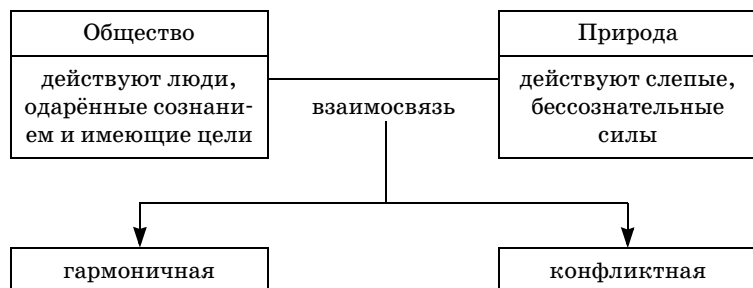 Общество
Природа
действуют люди,
одарённые сознани-
ем и имеющие цели
взаимосвязь
действуют слепые,
бессознательные
силы
гармоничная
конфликтная